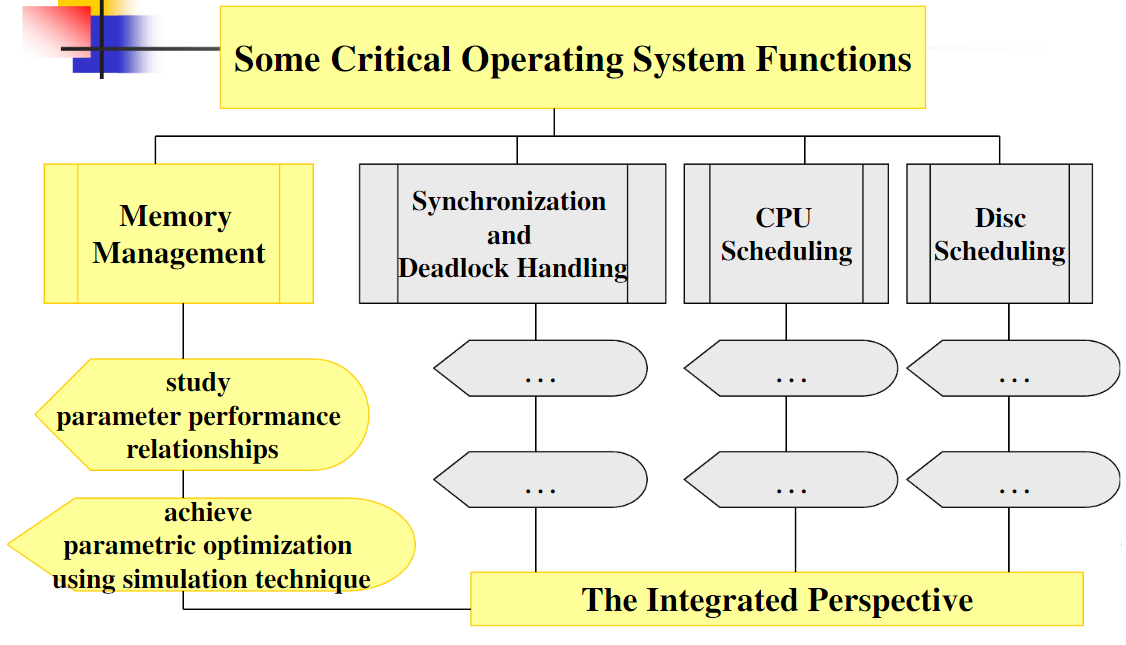 Some Critical Operating System Functions
Memory
Management
Synchronization
and
Deadlock Handling
CPU
Scheduling
Disc
Scheduling
study
parameter performance
relationships
achieve
parametric optimization
using simulation technique
. . .
. . .
. . .
. . .
. . .
. . .
The Integrated Perspective